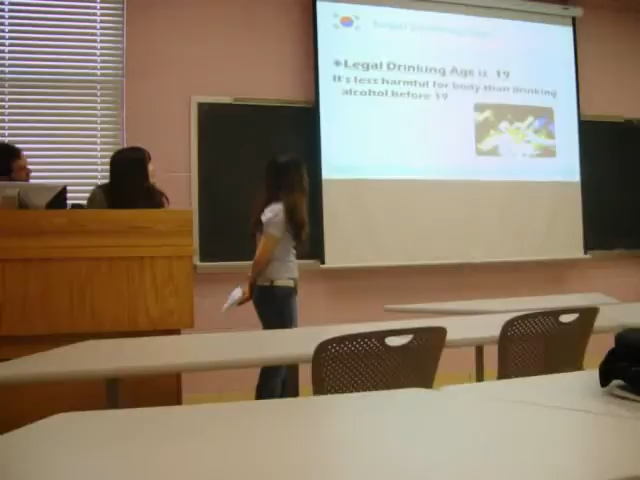 Legal Drinking Age is 19
It's less harmful for body than drinking
alcohol before 19